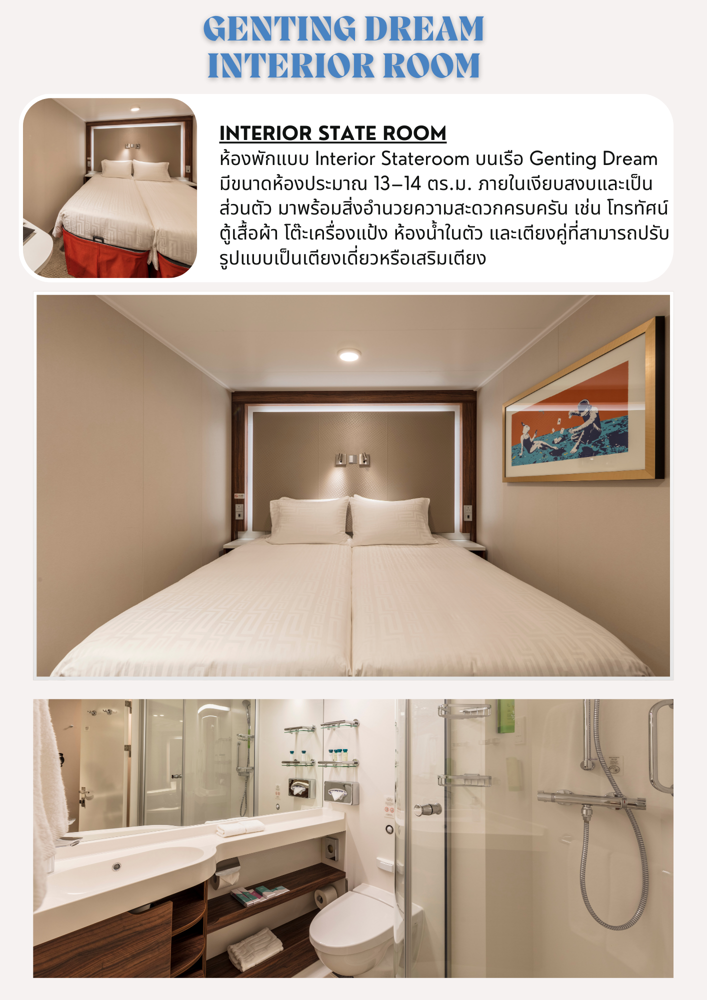 GENTING DREAM
INTERIOR ROOM
INTERIOR STATE ROOM
ห้องพักแบบ Interior Stateroom บนเรือ Genting Dream
มีขนาดห้องประมาณ 13–14 ตร.ม. ภายในเงียบสงบและเป็น
ส่วนตัว มาพร้อมสิ่งอำนวยความสะดวกครบครัน เช่น โทรทัศน์
ตู้เสื้อผ้า โต๊ะเครื่องแป้ง ห้องน้ำในตัว และเตียงคู่ที่สามารถปรับ
รูปแบบเป็นเตียงเดี่ยวหรือเสริมเตียง